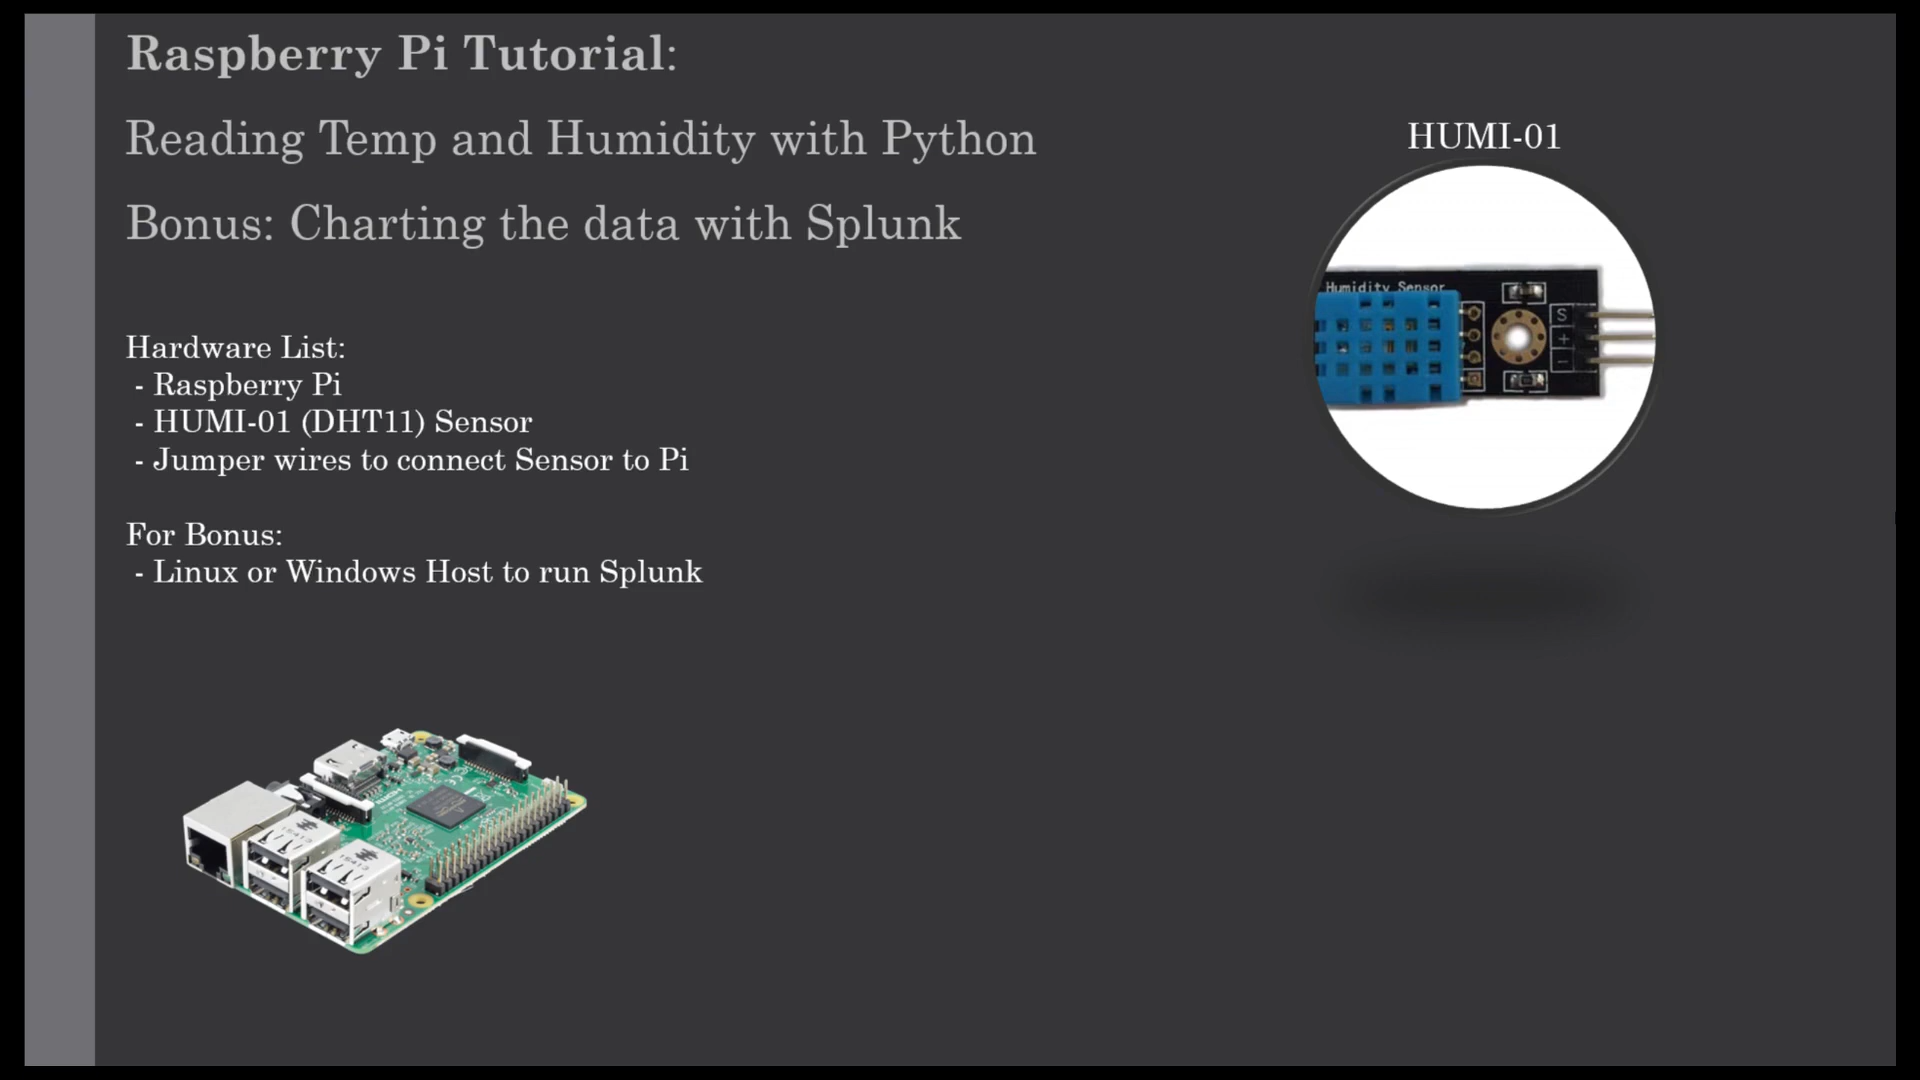 Raspberry Pi Tutorial:
Reading Temp and Humidity with Python
Bonus: Charting the data with Splunk
Hardware List:
- Raspberry Pi
- HUMI-01 (DHT11) Sensor
- Jumper wires to connect Sensor to Pi
For Bonus:
- Linux or Windows Host to run Splunk
HUMI-01
Humidity Sensor
S
+
-